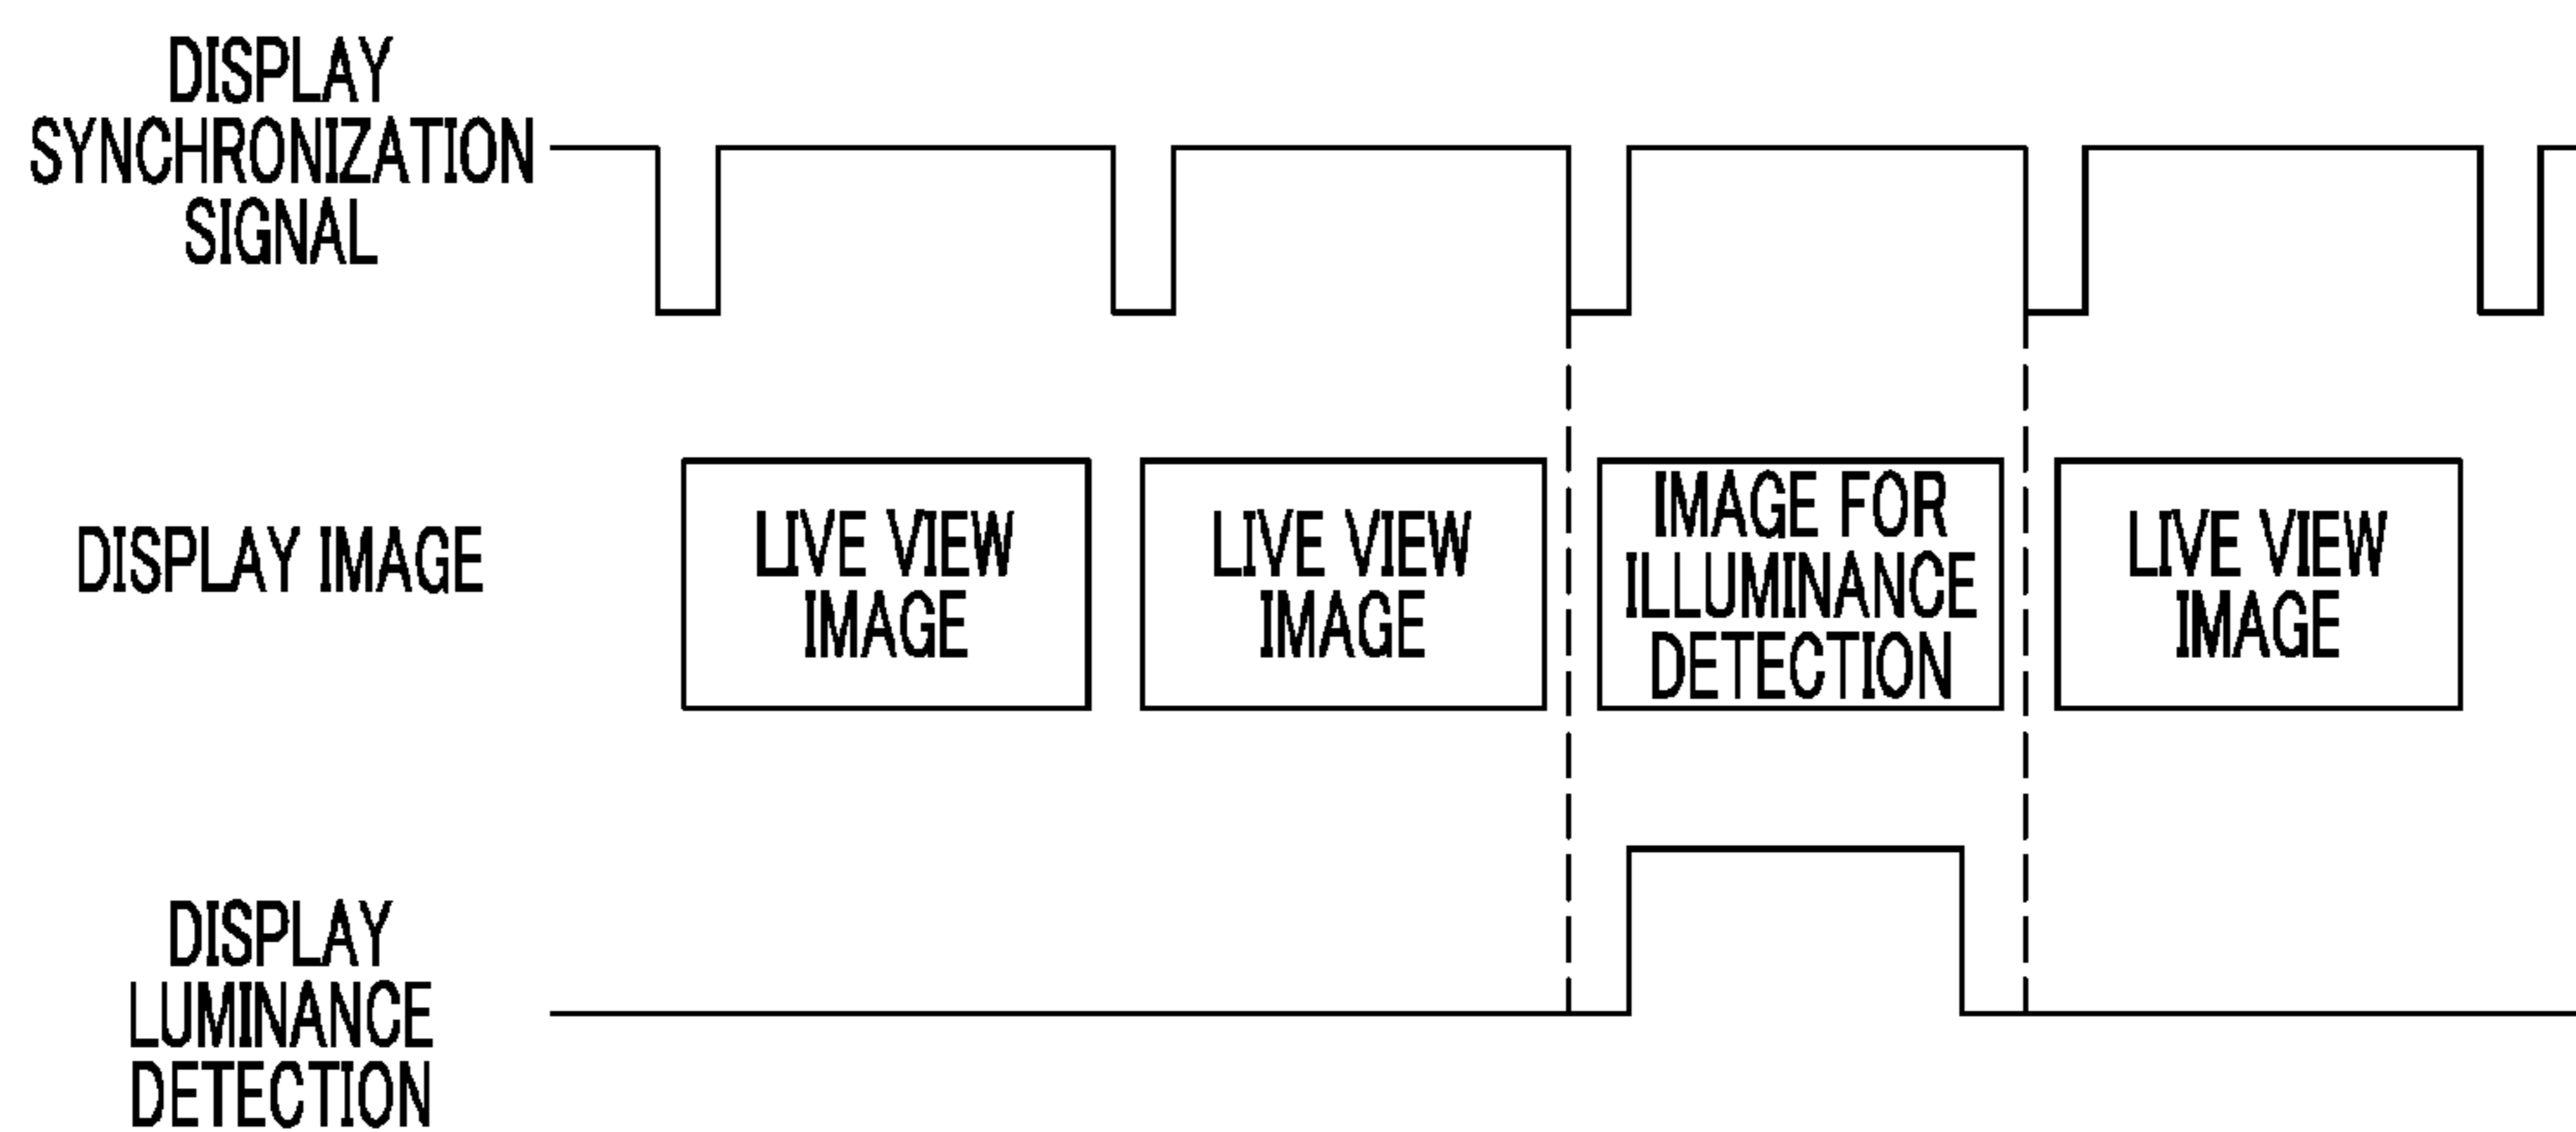 DISPLAY
SYNCHRONIZATION
SIGNAL
DISPLAY IMAGE
LIVE VIEW
IMAGE
LIVE VIEW
IMAGE
IMAGE FOR
ILLUMINANCE
DETECTION
LIVE VIEW
IMAGE
DISPLAY
LUMINANCE
DETECTION